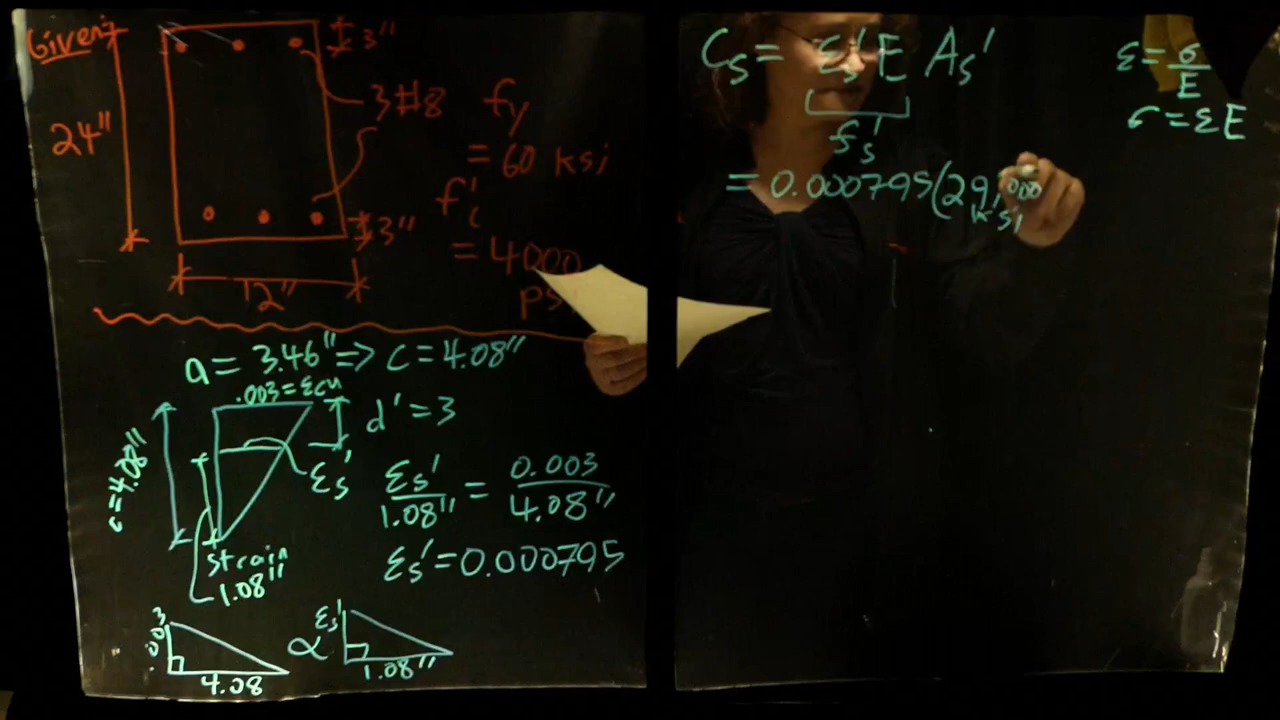 Given:
3"
24"
3#8
fy
= 60 ksi
f'c
= 4000
ps
3"
12"
a = 3.46" => c = 4.08"
.003 = εcu
d' = 3
c = 4.08"
εs'
strain
1.08"
εs'/1.08" = 0.003/4.08"
εs' = 0.000795
.003
4.08
α
εs'
1.08"
Cs = εs' E As'
fs'
= 0.000795(29,000
ksi
ε = σ/E
σ = εE